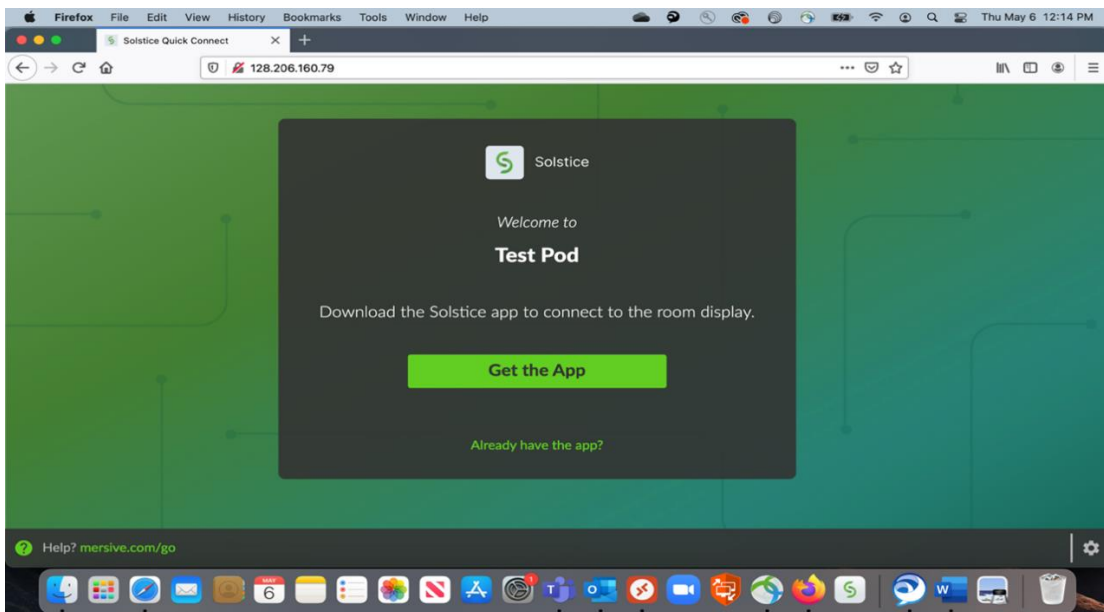 Firefox File Edit View History Bookmarks Tools Window Help Thu May 6 12:14 PM
Solstice Quick Connect
128.206.160.79
Solstice
Welcome to
Test Pod
Download the Solstice app to connect to the room display.
Get the App
Already have the app?
Help? mersive.com/go
MAY
6